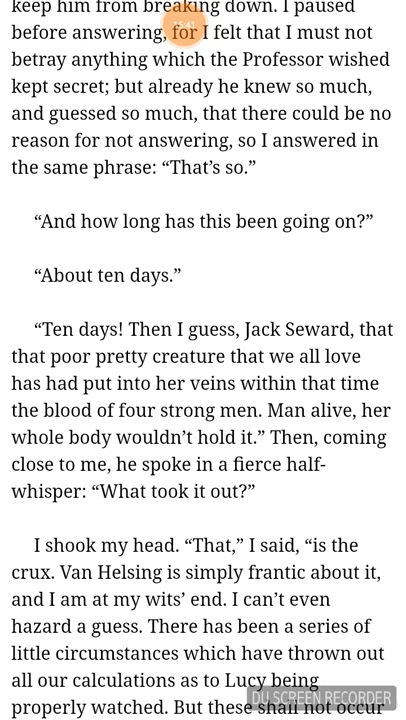 keep him from breaking down. I paused
before answering, for I felt that I must not
betray anything which the Professor wished
kept secret; but already he knew so much,
and guessed so much, that there could be no
reason for not answering, so I answered in
the same phrase: “That’s so.”
“And how long has this been going on?”
“About ten days.”
“Ten days! Then I guess, Jack Seward, that
that poor pretty creature that we all love
has had put into her veins within that time
the blood of four strong men. Man alive, her
whole body wouldn’t hold it.” Then, coming
close to me, he spoke in a fierce half-
whisper: “What took it out?”
I shook my head. “That,” I said, “is the
crux. Van Helsing is simply frantic about it,
and I am at my wits’ end. I can’t even
hazard a guess. There has been a series of
little circumstances which have thrown out
all our calculations as to Lucy being
DU SCREEN RECORDER
properly watched. But these shall not occur